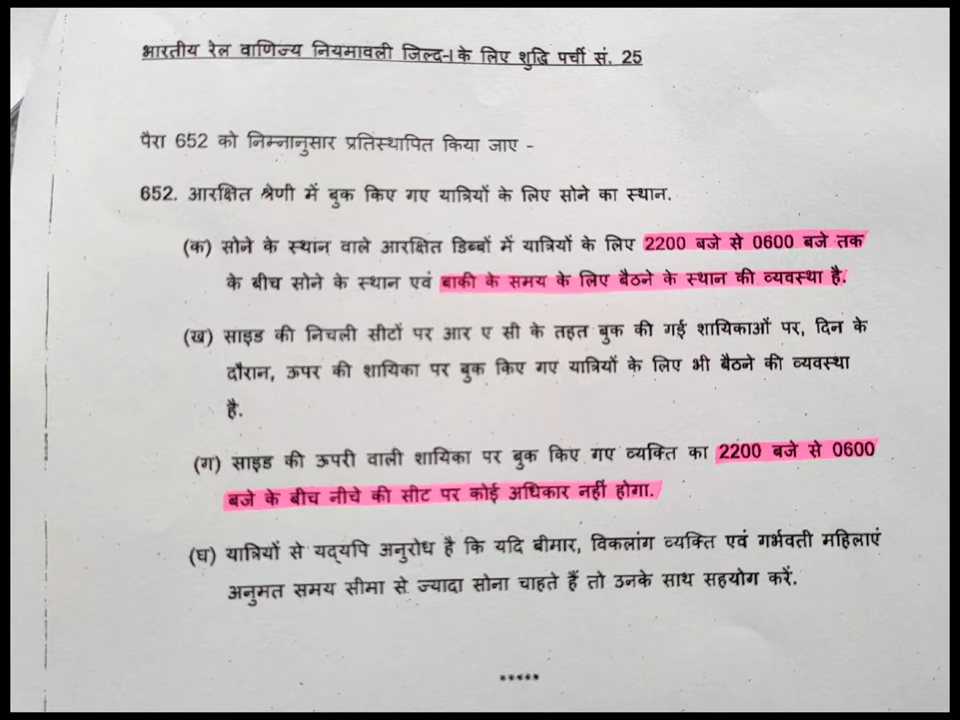 भारतीय रेल वाणिज्य नियमावली जिल्द-I के लिए शुद्धि पर्ची सं. 25
पैरा 652 को निम्नानुसार प्रतिस्थापित किया जाए -
652. आरक्षित श्रेणी में बुक किए गए यात्रियों के लिए सोने का स्थान.
(क) सोने के स्थान वाले आरक्षित डिब्बों में यात्रियों के लिए 2200 बजे से 0600 बजे तक
के बीच सोने के स्थान एवं बाकी के समय के लिए बैठने के स्थान की व्यवस्था है.
(ख) साइड की निचली सीटों पर आर ए सी के तहत बुक की गई शायिकाओं पर, दिन के
दौरान, ऊपर की शायिका पर बुक किए गए यात्रियों के लिए भी बैठने की व्यवस्था
है.
(ग) साइड की ऊपरी वाली शायिका पर बुक किए गए व्यक्ति का 2200 बजे से 0600
बजे के बीच नीचे की सीट पर कोई अधिकार नहीं होगा.
(घ) यात्रियों से यद्यपि अनुरोध है कि यदि बीमार, विकलांग व्यक्ति एवं गर्भवती महिलाएं
अनुमत समय सीमा से ज्यादा सोना चाहते हैं तो उनके साथ सहयोग करें.
*****